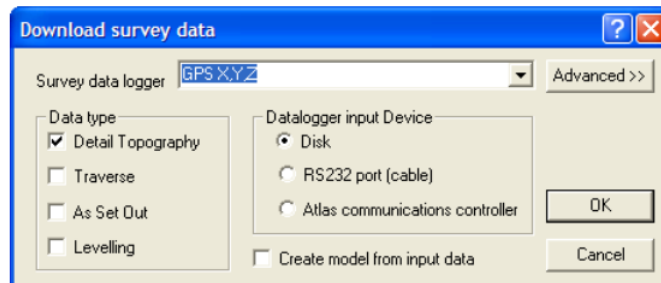 Download survey data
Survey data logger GPS X,Y,Z Advanced >>
Data type
Detail Topography
Traverse
As Set Out
Levelling
Datalogger input Device
Disk
RS232 port (cable)
Atlas communications controller
Create model from input data
OK
Cancel